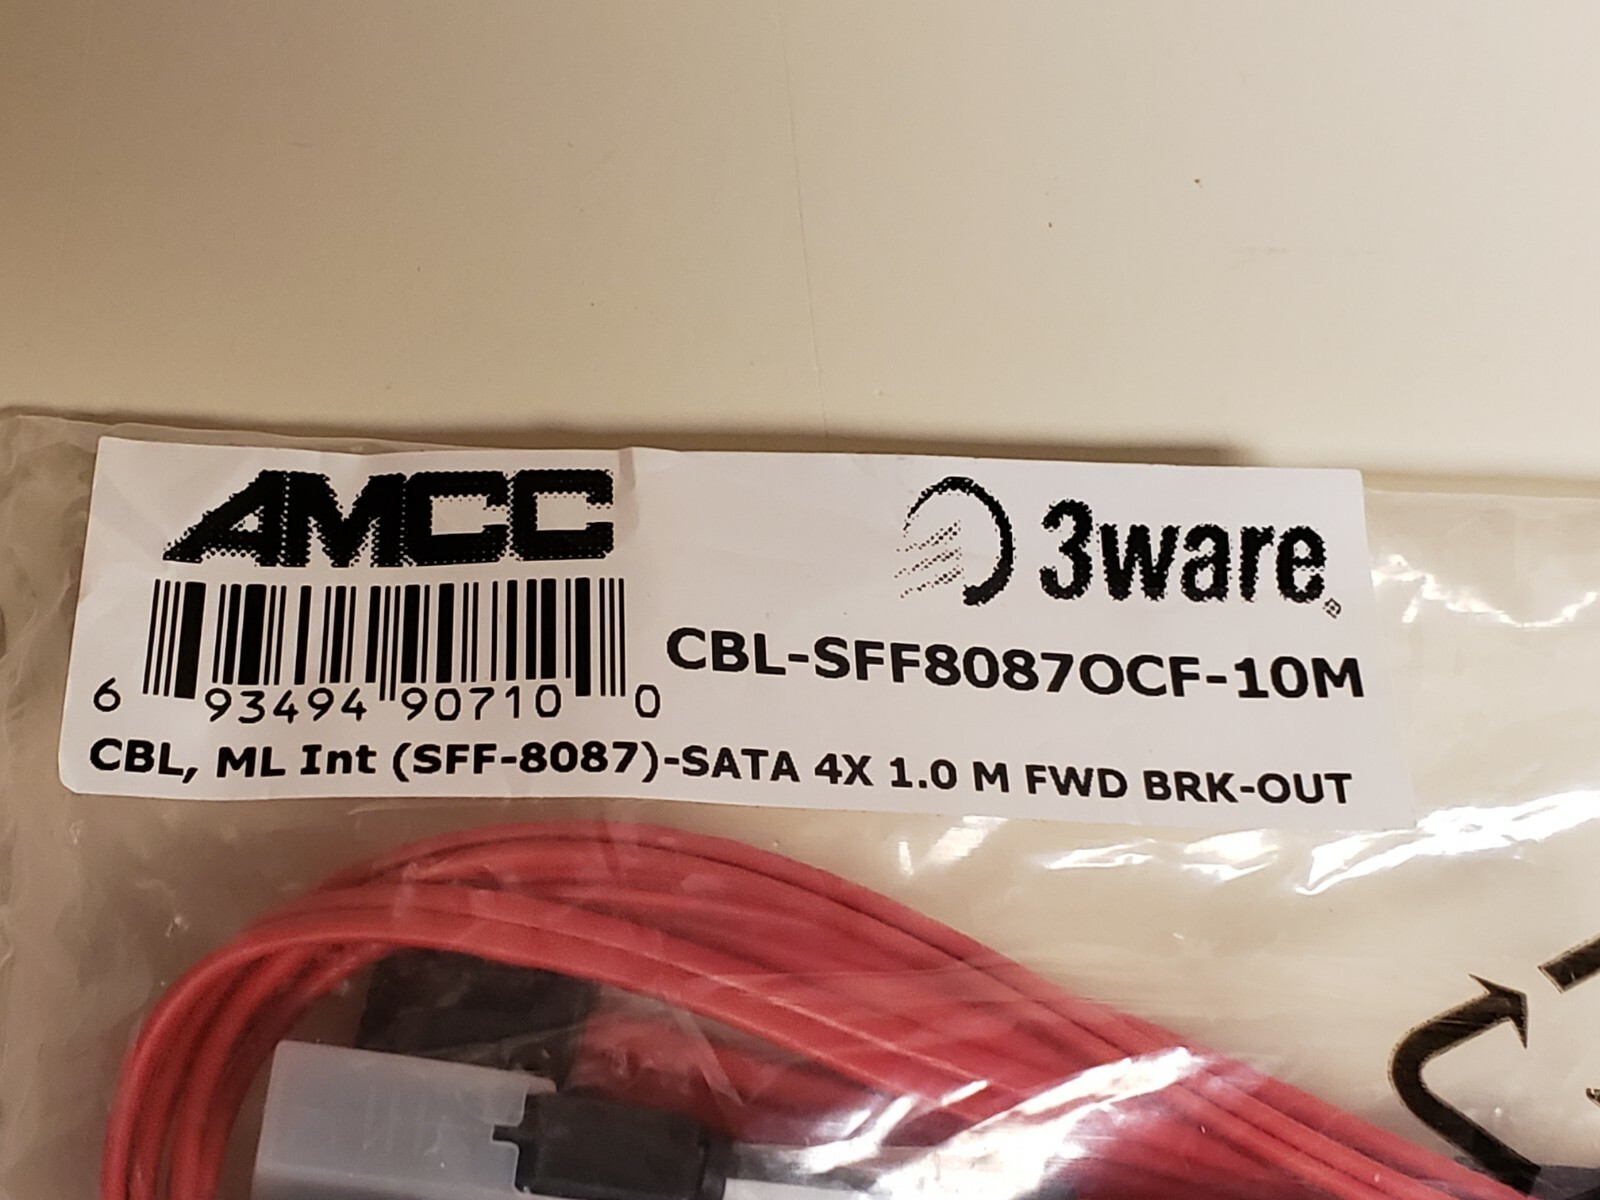 AMCC
3ware®
6 93494 90710 0
CBL-SFF8087OCF-10M
CBL, ML Int (SFF-8087)-SATA 4X 1.0 M FWD BRK-OUT